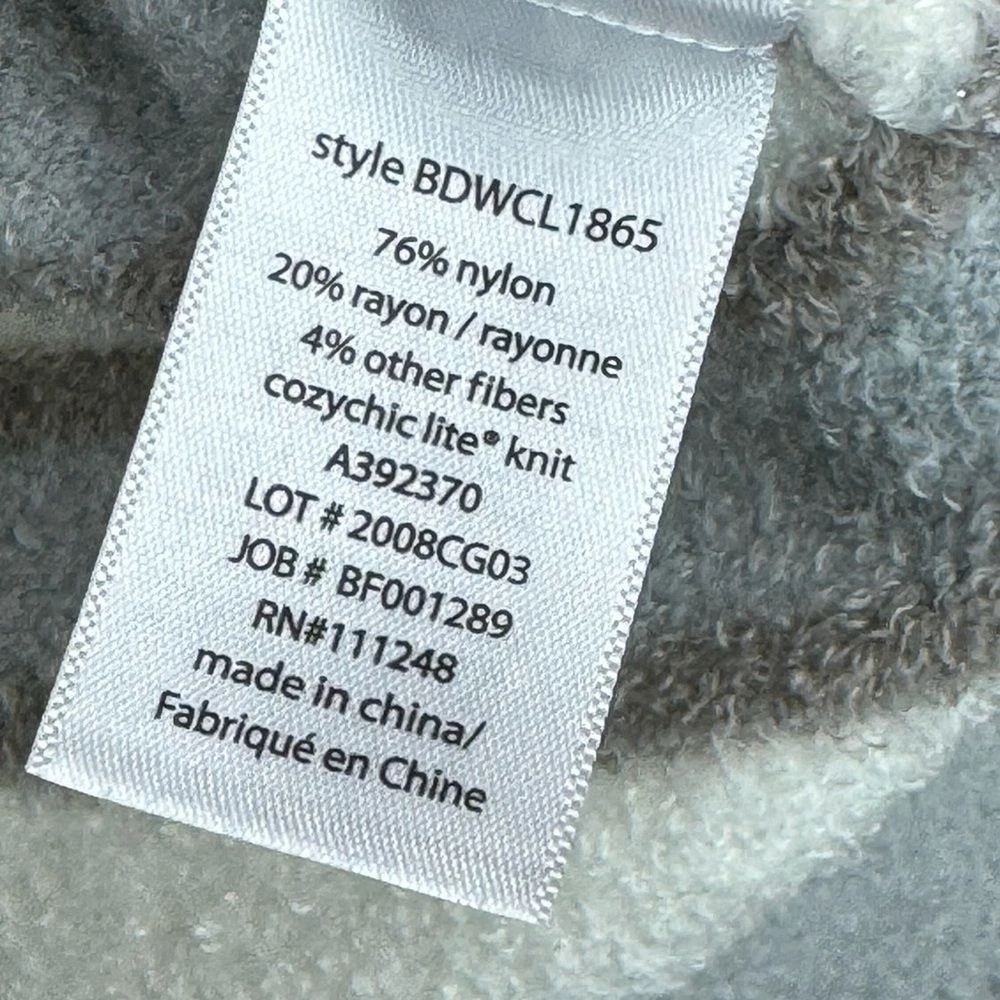 style BDWCL1865
76% nylon
20% rayon / rayonne
4% other fibers
cozychic lite® knit
A392370
LOT # 2008CG03
JOB # BF001289
RN#111248
made in china/
Fabriqué en Chine